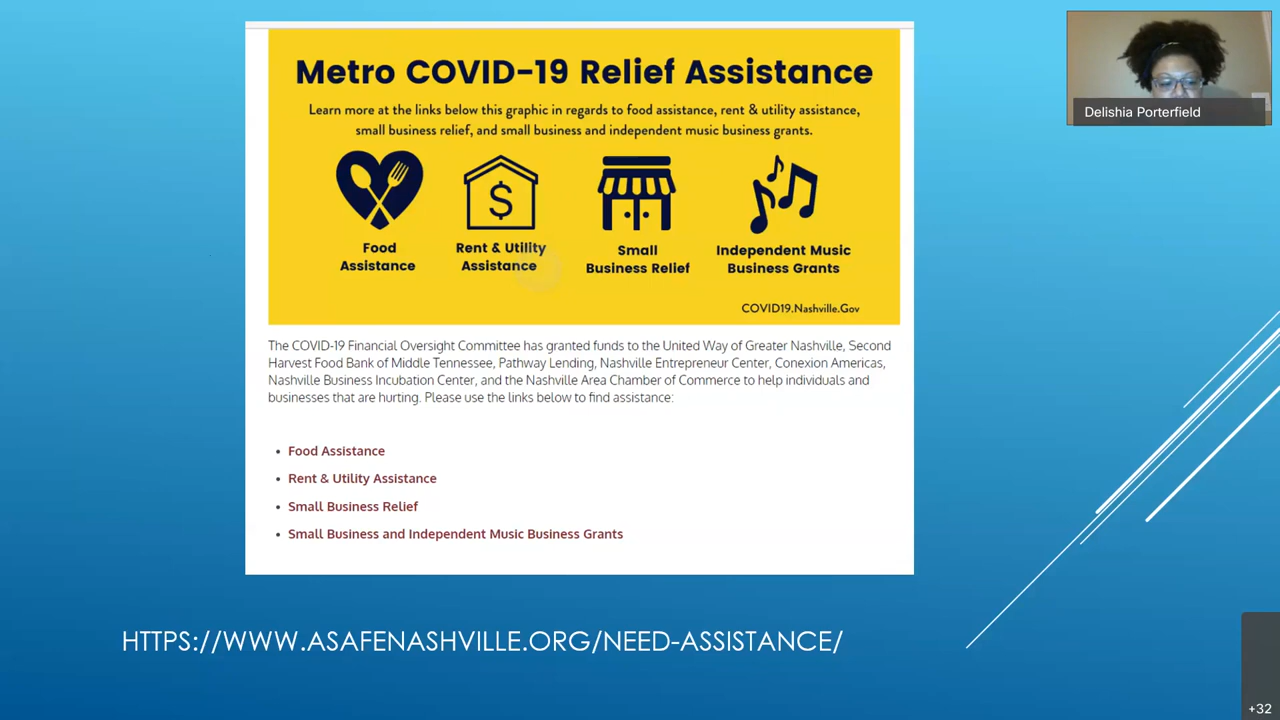 Metro COVID-19 Relief Assistance
Learn more at the links below this graphic in regards to food assistance, rent & utility assistance,
small business relief, and small business and independent music business grants.
$
Food
Assistance
Rent & Utility
Assistance
Small
Business Relief
Independent Music
Business Grants
COVID19.Nashville.Gov
The COVID-19 Financial Oversight Committee has granted funds to the United Way of Greater Nashville, Second
Harvest Food Bank of Middle Tennessee, Pathway Lending, Nashville Entrepreneur Center, Conexion Americas,
Nashville Business Incubation Center, and the Nashville Area Chamber of Commerce to help individuals and
businesses that are hurting. Please use the links below to find assistance:
• Food Assistance
• Rent & Utility Assistance
• Small Business Relief
• Small Business and Independent Music Business Grants
HTTPS://WWW.ASAFENASHVILLE.ORG/NEED-ASSISTANCE/
Delishia Porterfield
+32